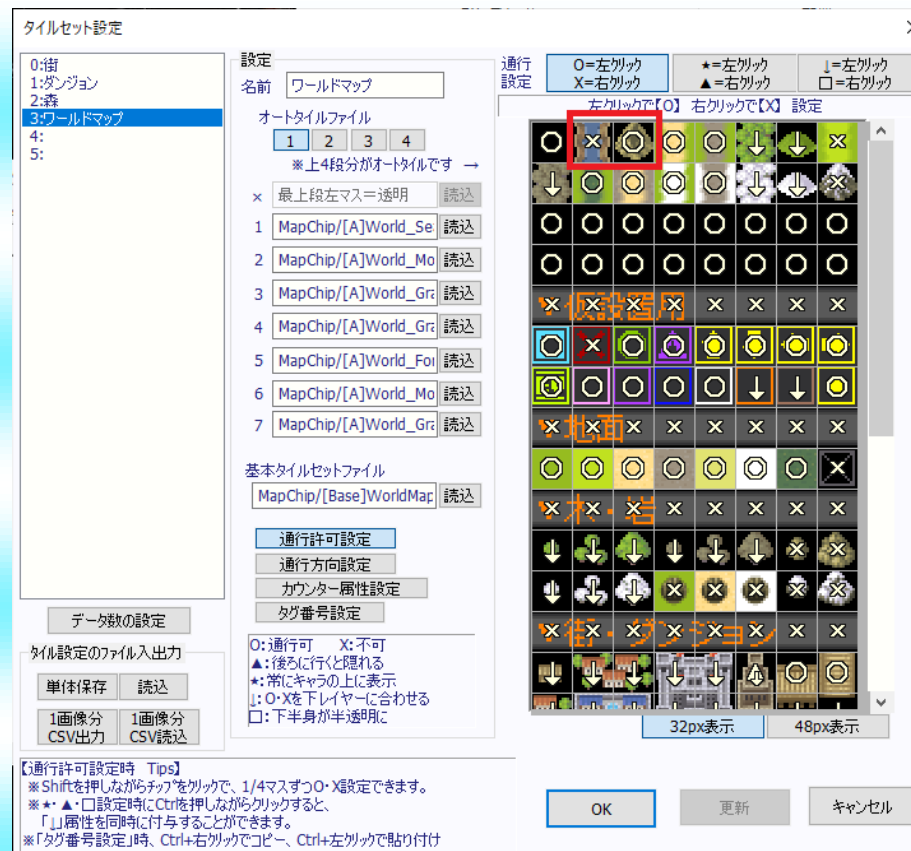 タイルセット設定
0:街
1:ダンジョン
2:森
3:ワールドマップ
4:
5:
データ数の設定
タイル設定のファイル入出力
単体保存
読込
1画像分
CSV出力
1画像分
CSV読込
設定
名前
ワールドマップ
オートタイルファイル
1 2 3 4
※上4段分がオートタイルです →
× 最上段左マス=透明 読込
1 MapChip/[A]World_Se 読込
2 MapChip/[A]World_Mo 読込
3 MapChip/[A]World_Gra 読込
4 MapChip/[A]World_Gra 読込
5 MapChip/[A]World_For 読込
6 MapChip/[A]World_Mo 読込
7 MapChip/[A]World_Gra 読込
基本タイルセットファイル
MapChip/[Base]WorldMap 読込
通行許可設定
通行方向設定
カウンター属性設定
タグ番号設定
O:通行可 X:不可
▲:後ろに行くと隠れる
★:常にキャラの上に表示
↓:O・Xを下レイヤーに合わせる
□:下半身が半透明に
通行
設定
O=左クリック
X=右クリック
★=左クリック
▲=右クリック
↓=左クリック
□=右クリック
左クリックで【O】 右クリックで【X】 設定
▼仮設置用
▼地面
▼木・岩
▼街・ダンジョン
32px表示
48px表示
【通行許可設定時 Tips】
※Shiftを押しながらチップをクリックで、1/4マスずつO・X設定できます。
※★・▲・□設定時にCtrlを押しながらクリックすると、
「↓」属性を同時に付与することができます。
※「タグ番号設定」時、Ctrl+右クリックでコピー、Ctrl+左クリックで貼り付け
OK
更新
キャンセル